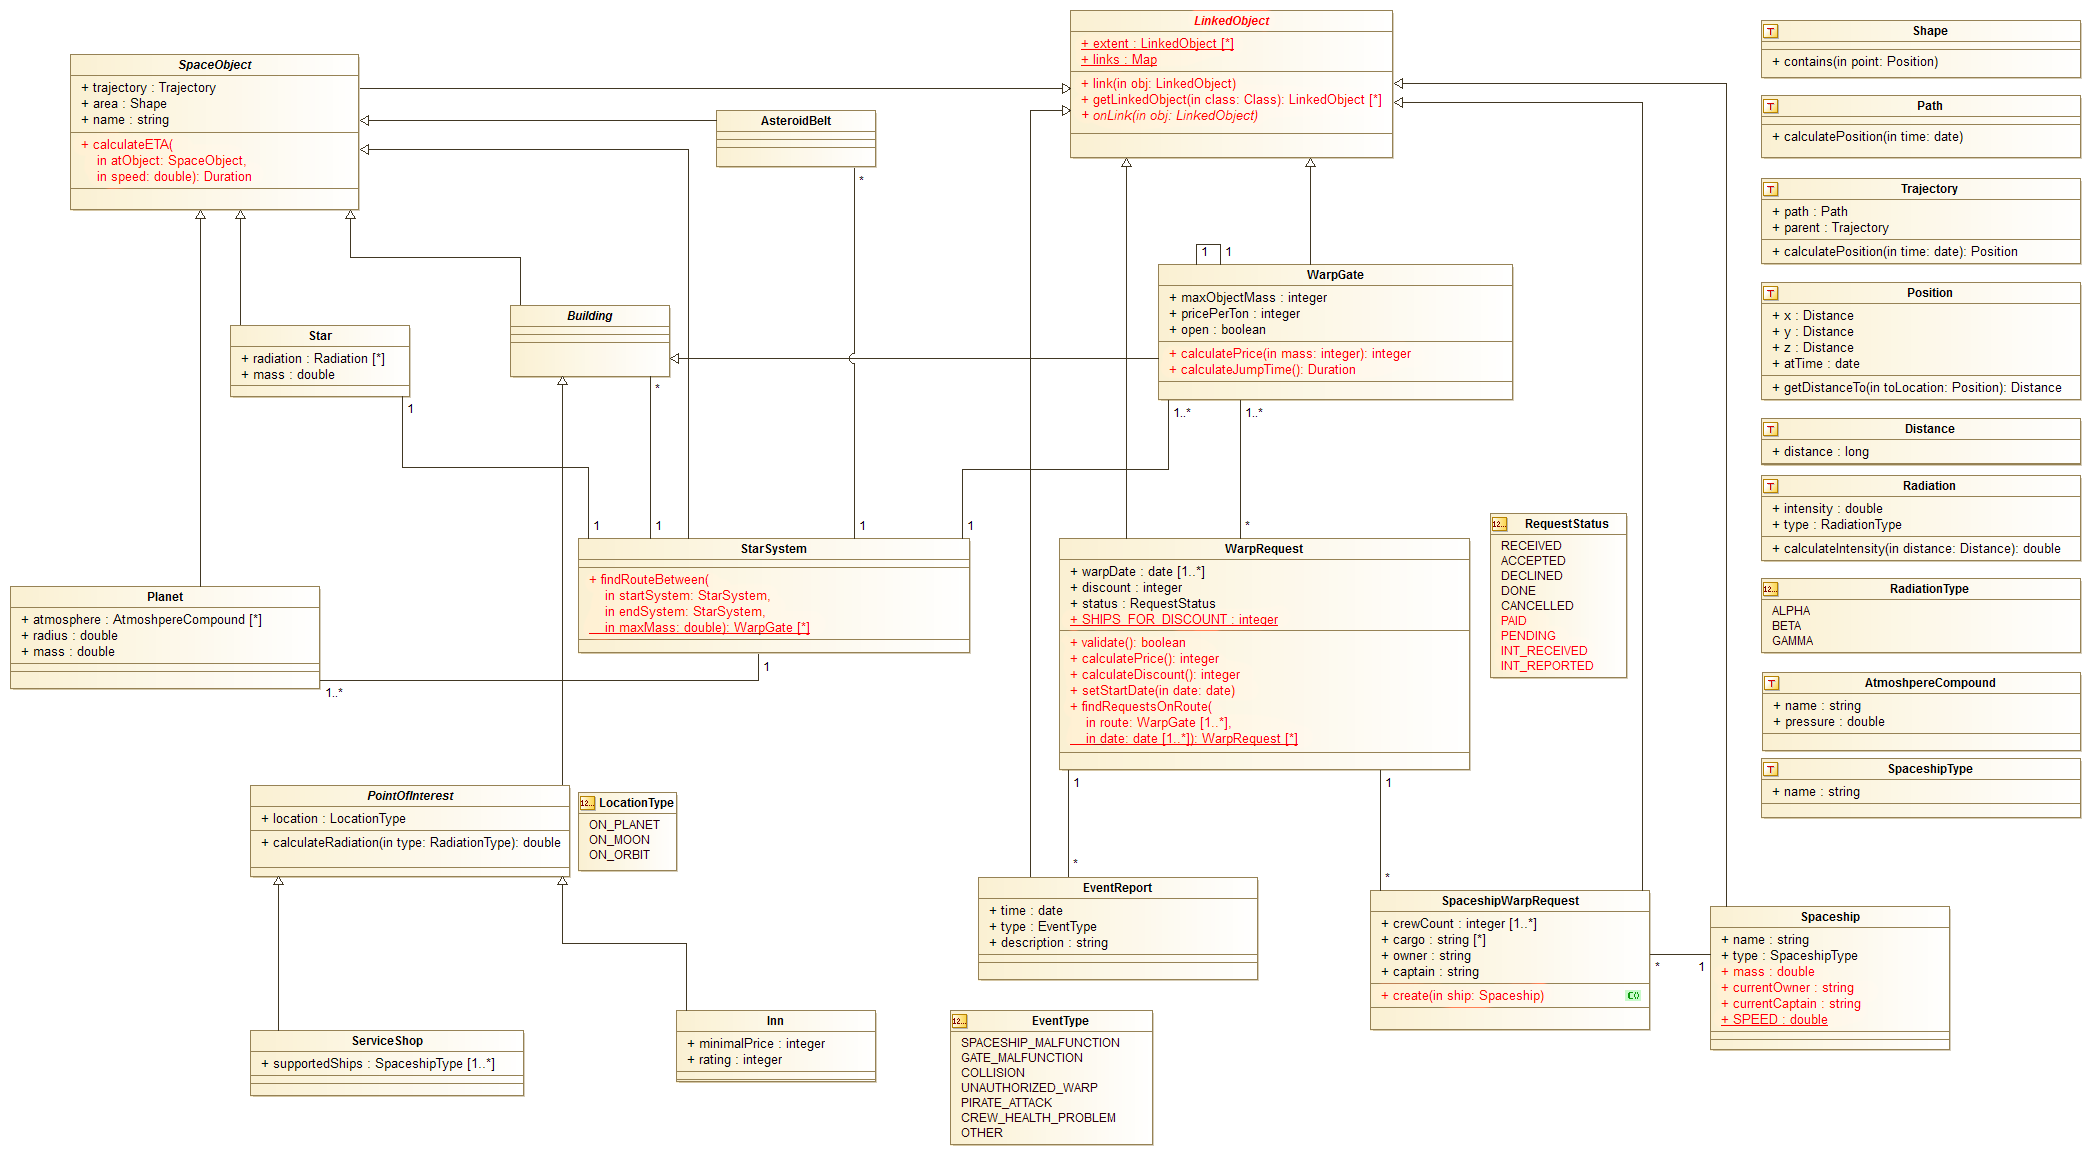 SpaceObject
+ trajectory : Trajectory
+ area : Shape
+ name : string
+ calculateETA(
in atObject: SpaceObject,
in speed: double): Duration
AsteroidBelt
*
1
LinkedObject
+ extent : LinkedObject [*]
+ links : Map
+ link(in obj: LinkedObject)
+ getLinkedObject(in class: Class): LinkedObject [*]
+ onLink(in obj: LinkedObject)
Building
*
1
Star
+ radiation : Radiation [*]
+ mass : double
1
1
1
1
WarpGate
+ maxObjectMass : integer
+ pricePerTon : integer
+ open : boolean
+ calculatePrice(in mass: integer): integer
+ calculateJumpTime(): Duration
1..*
1..*
1
*
StarSystem
+ findRouteBetween(
in startSystem: StarSystem,
in endSystem: StarSystem,
in maxMass: double): WarpGate [*]
1
Planet
+ atmosphere : AtmoshpereCompound [*]
+ radius : double
+ mass : double
1..*
WarpRequest
+ warpDate : date [1..*]
+ discount : integer
+ status : RequestStatus
+ SHIPS_FOR_DISCOUNT : integer
+ validate(): boolean
+ calculatePrice(): integer
+ calculateDiscount(): integer
+ setStartDate(in date: date)
+ findRequestsOnRoute(
in route: WarpGate [1..*],
in date: date [1..*]): WarpRequest [*]
1
1
*
*
12... RequestStatus
RECEIVED
ACCEPTED
DECLINED
DONE
CANCELLED
PAID
PENDING
INT_RECEIVED
INT_REPORTED
PointOfInterest
+ location : LocationType
+ calculateRadiation(in type: RadiationType): double
12... LocationType
ON_PLANET
ON_MOON
ON_ORBIT
ServiceShop
+ supportedShips : SpaceshipType [1..*]
Inn
+ minimalPrice : integer
+ rating : integer
EventReport
+ time : date
+ type : EventType
+ description : string
12... EventType
SPACESHIP_MALFUNCTION
GATE_MALFUNCTION
COLLISION
UNAUTHORIZED_WARP
PIRATE_ATTACK
CREW_HEALTH_PROBLEM
OTHER
SpaceshipWarpRequest
+ crewCount : integer [1..*]
+ cargo : string [*]
+ owner : string
+ captain : string
+ create(in ship: Spaceship) C()
*
1
Spaceship
+ name : string
+ type : SpaceshipType
+ mass : double
+ currentOwner : string
+ currentCaptain : string
+ SPEED : double
T Shape
+ contains(in point: Position)
T Path
+ calculatePosition(in time: date)
T Trajectory
+ path : Path
+ parent : Trajectory
+ calculatePosition(in time: date): Position
T Position
+ x : Distance
+ y : Distance
+ z : Distance
+ atTime : date
+ getDistanceTo(in toLocation: Position): Distance
T Distance
+ distance : long
T Radiation
+ intensity : double
+ type : RadiationType
+ calculateIntensity(in distance: Distance): double
12... RadiationType
ALPHA
BETA
GAMMA
T AtmoshpereCompound
+ name : string
+ pressure : double
T SpaceshipType
+ name : string